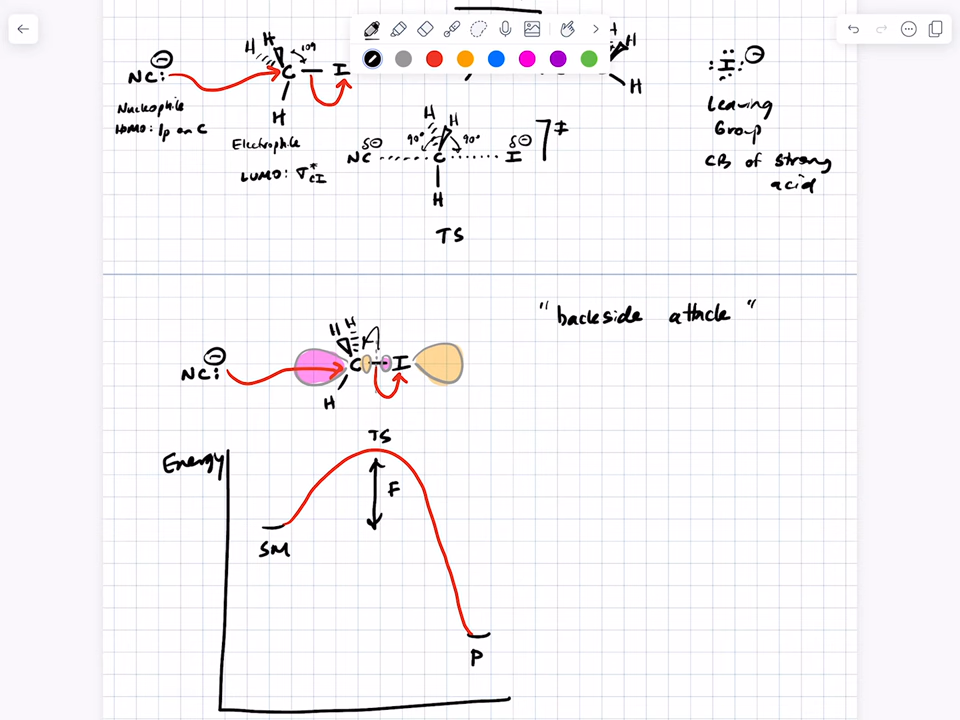 H H
H
NC: ⊖
109
C — I
H
Nucleophile
HOMO: lp on C
Electrophile
LUMO: σ* CI
H
H
: I : ⊖
Leaving
Group
CB of strong
acid
H
H
90° 90°
δ⊖ δ⊖ ‡
NC C I
H
TS
"backside attack"
H H
NC: ⊖
C — I
H
TS
Energy
F
SM
P